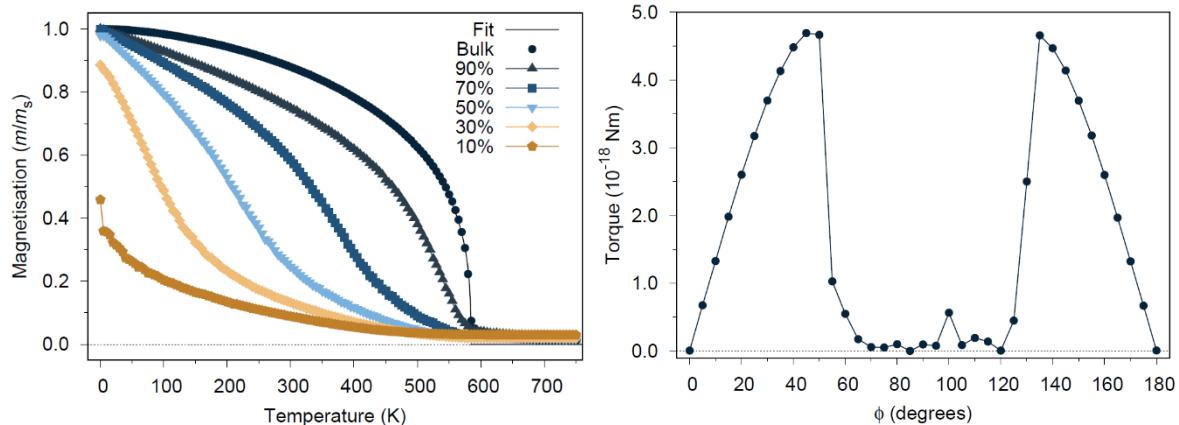 Magnetisation (m/ms)
1.0
0.8
0.6
0.4
0.2
0.0
0 100 200 300 400 500 600 700
Temperature (K)
Fit
Bulk
90%
70%
50%
30%
10%
Torque (10-18 Nm)
5.0
4.0
3.0
2.0
1.0
0.0
0 20 40 60 80 100 120 140 160 180
ϕ (degrees)